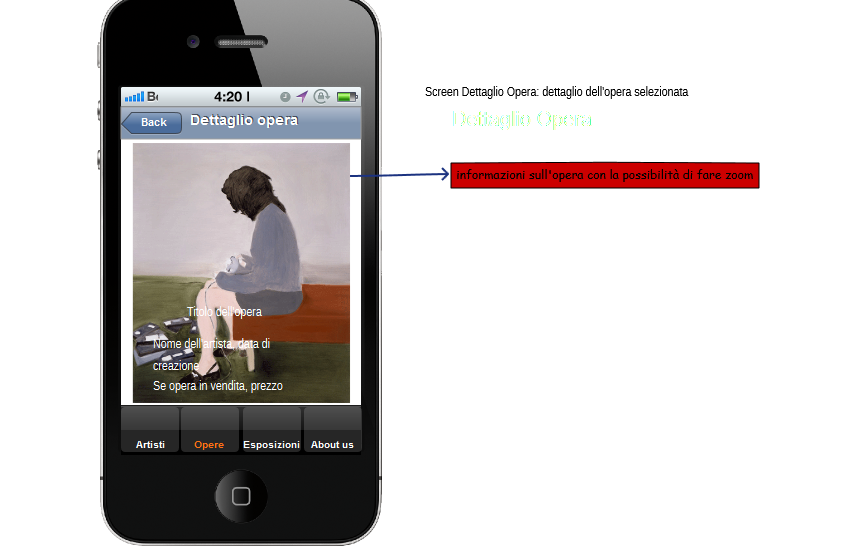 4:20
Back
Dettaglio opera
Titolo dell'opera
Nome dell'artista, data di
creazione
Se opera in vendita, prezzo
Artisti
Opere
Esposizioni
About us
Screen Dettaglio Opera: dettaglio dell'opera selezionata
Dettaglio Opera
informazioni sull'opera con la possibilità di fare zoom